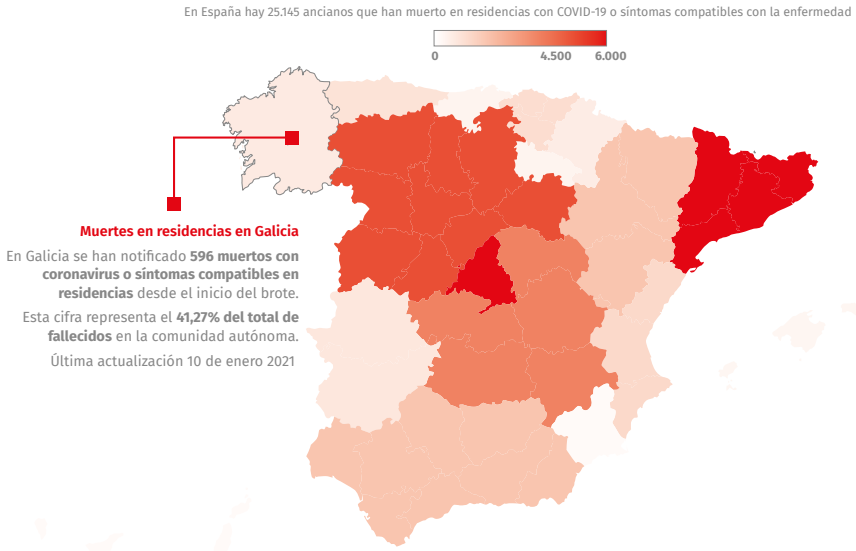 En España hay 25.145 ancianos que han muerto en residencias con COVID-19 o síntomas compatibles con la enfermedad
0
4.500
6.000
Muertes en residencias en Galicia
En Galicia se han notificado 596 muertos con
coronavirus o síntomas compatibles en
residencias desde el inicio del brote.
Esta cifra representa el 41,27% del total de
fallecidos en la comunidad autónoma.
Última actualización 10 de enero 2021